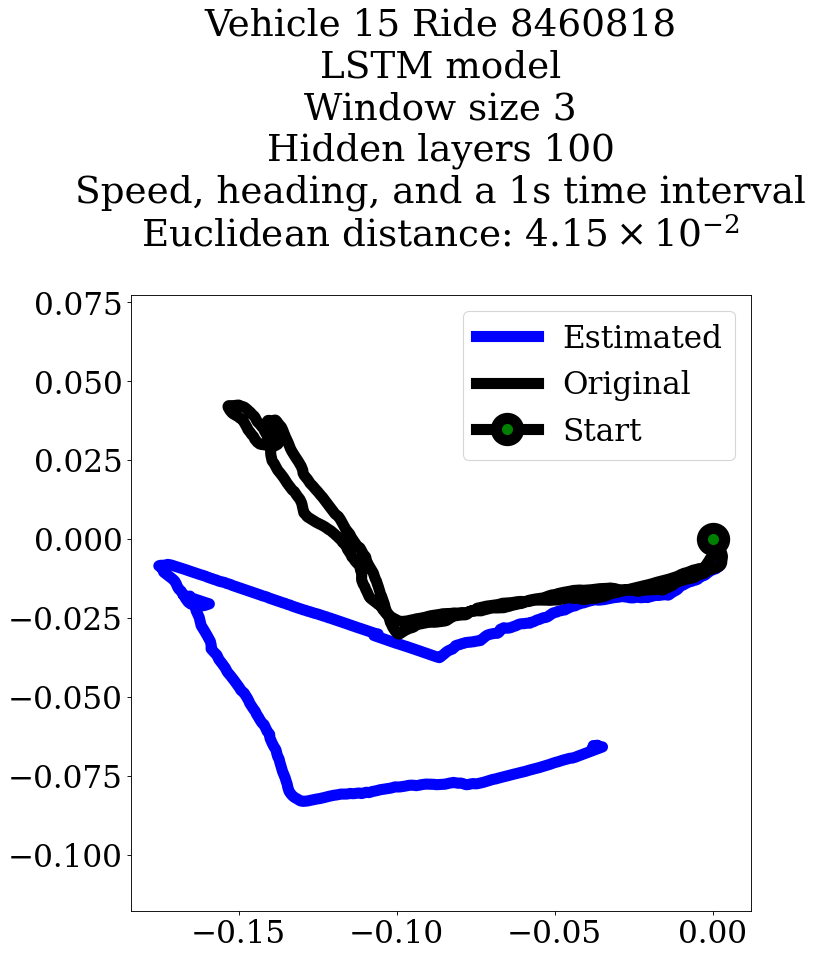 Vehicle 15 Ride 8460818
LSTM model
Window size 3
Hidden layers 100
Speed, heading, and a 1s time interval
Euclidean distance: 4.15 × 10⁻²
0.075
0.050
0.025
0.000
−0.025
−0.050
−0.075
−0.100
Estimated
Original
Start
−0.15
−0.10
−0.05
0.00